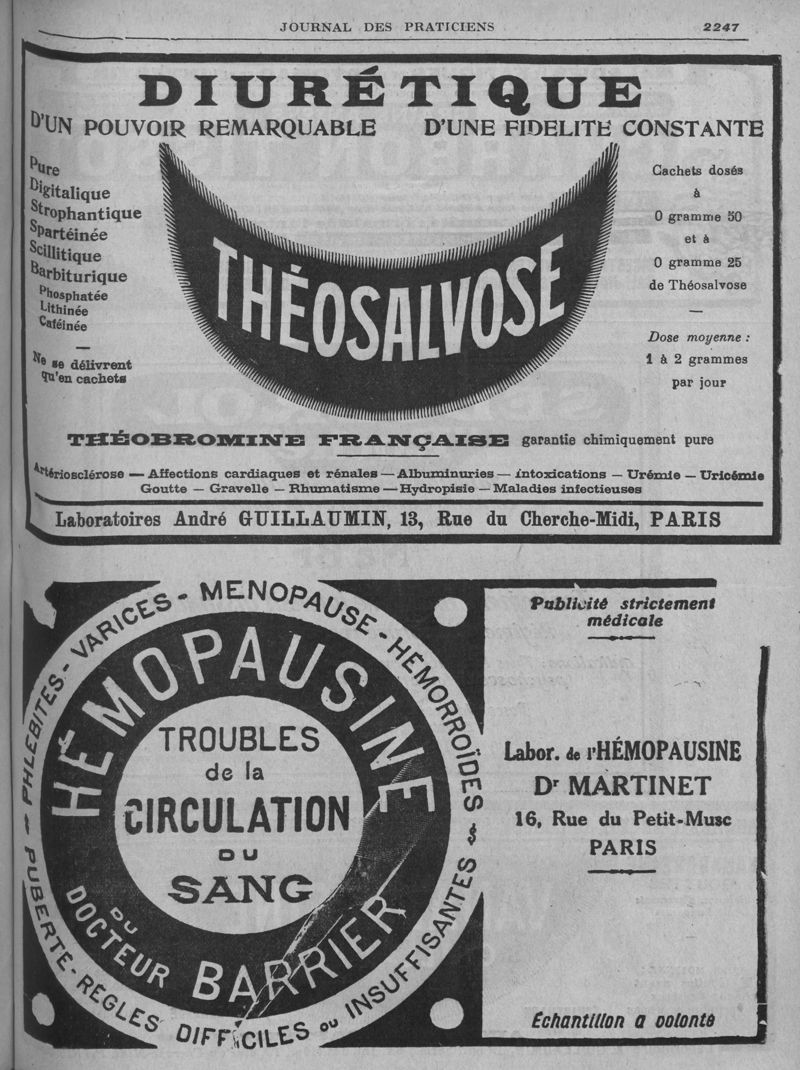 JOURNAL DES PRATICIENS 2247
DIURÉTIQUE
D'UN POUVOIR REMARQUABLE D'UNE FIDELITÉ CONSTANTE
Pure
Digitalique
Strophantique
Spartéinée
Scillitique
Barbiturique
Phosphatée
Lithinée
Caféinée
Ne se délivrent
qu'en cachets
THÉOSALVOSE
Cachets dosés
à
0 gramme 50
et à
0 gramme 25
de Théosalvose
Dose moyenne :
1 à 2 grammes
par jour
THÉOBROMINE FRANÇAISE garantie chimiquement pure
Artériosclérose — Affections cardiaques et rénales — Albuminuries — intoxications — Urémie — Uricémie
Goutte — Gravelle — Rhumatisme — Hydropisie — Maladies infectieuses
Laboratoires André GUILLAUMIN, 13, Rue du Cherche-Midi, PARIS
PHLEBITES - VARICES - MENOPAUSE - HÉMORROÏDES
PUBERTÉ - RÈGLES DIFFICILES OU INSUFFISANTES
HÉMOPAUSINE
TROUBLES
de la
CIRCULATION
DU
SANG
DU
DOCTEUR BARRIER
Publicité strictement
médicale
Labor. de l'HÉMOPAUSINE
Dr MARTINET
16, Rue du Petit-Musc
PARIS
Échantillon a volonté